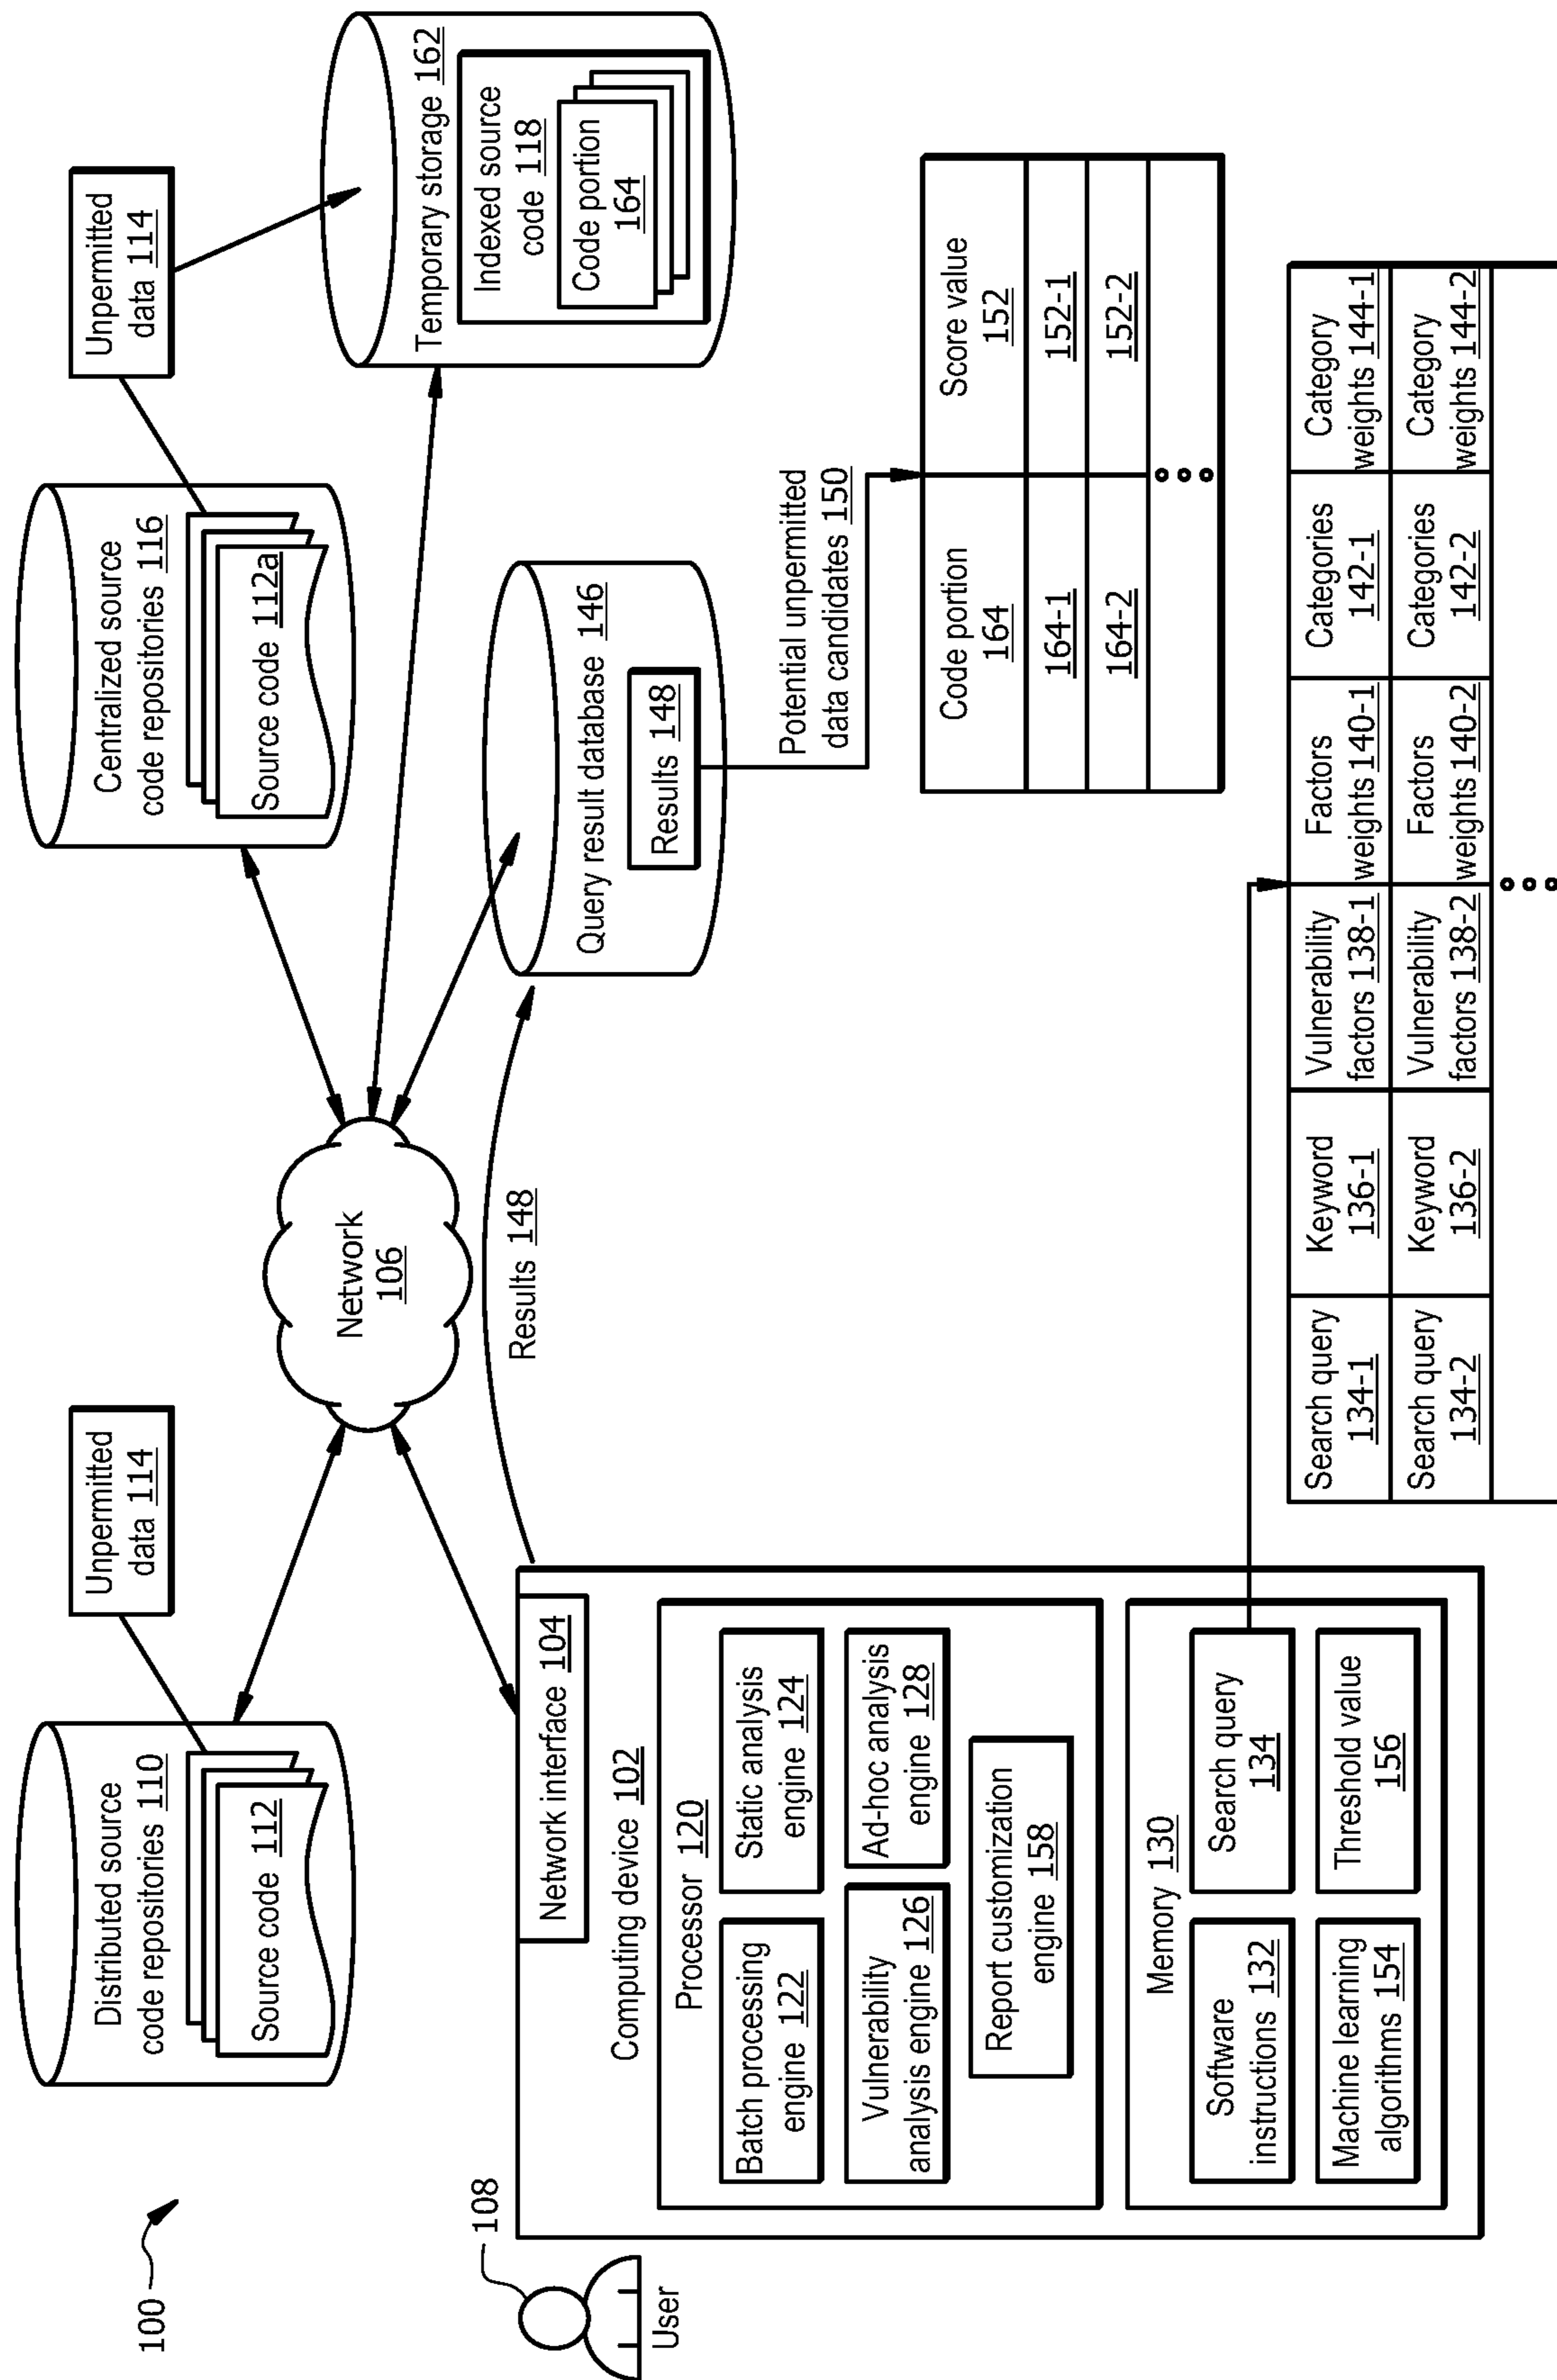 100
Distributed source
code repositories 110
Source code 112
Unpermitted
data 114
Centralized source
code repositories 116
Source code 112a
Unpermitted
data 114
Temporary storage 162
Indexed source
code 118
Code portion
164
Network
106
Query result database 146
Results 148
Results 148
108
User
Network interface 104
Computing device 102
Processor 120
Batch processing
engine 122
Static analysis
engine 124
Vulnerability
analysis engine 126
Ad-hoc analysis
engine 128
Report customization
engine 158
Memory 130
Software
instructions 132
Search query
134
Machine learning
algorithms 154
Threshold value
156
Potential unpermitted
data candidates 150
Code portion
164
Score value
152
164-1
152-1
164-2
152-2
Search query
134-1
Keyword
136-1
Vulnerability
factors 138-1
Factors
weights 140-1
Categories
142-1
Category
weights 144-1
Search query
134-2
Keyword
136-2
Vulnerability
factors 138-2
Factors
weights 140-2
Categories
142-2
Category
weights 144-2